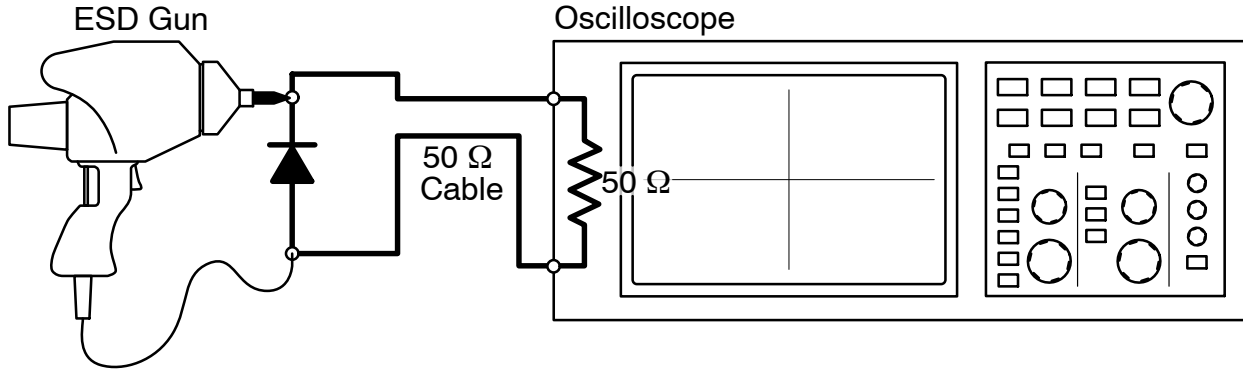 ESD Gun
Oscilloscope
50 Ω
Cable
50 Ω